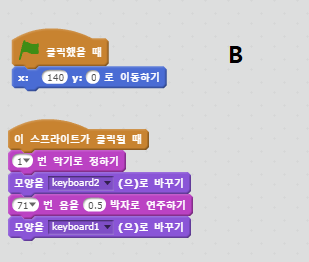 클릭했을 때
B
x: 140 y: 0 로 이동하기
이 스프라이트가 클릭될 때
1 번 악기로 정하기
모양을 keyboard2 (으)로 바꾸기
71 번 음을 0.5 박자로 연주하기
모양을 keyboard1 (으)로 바꾸기